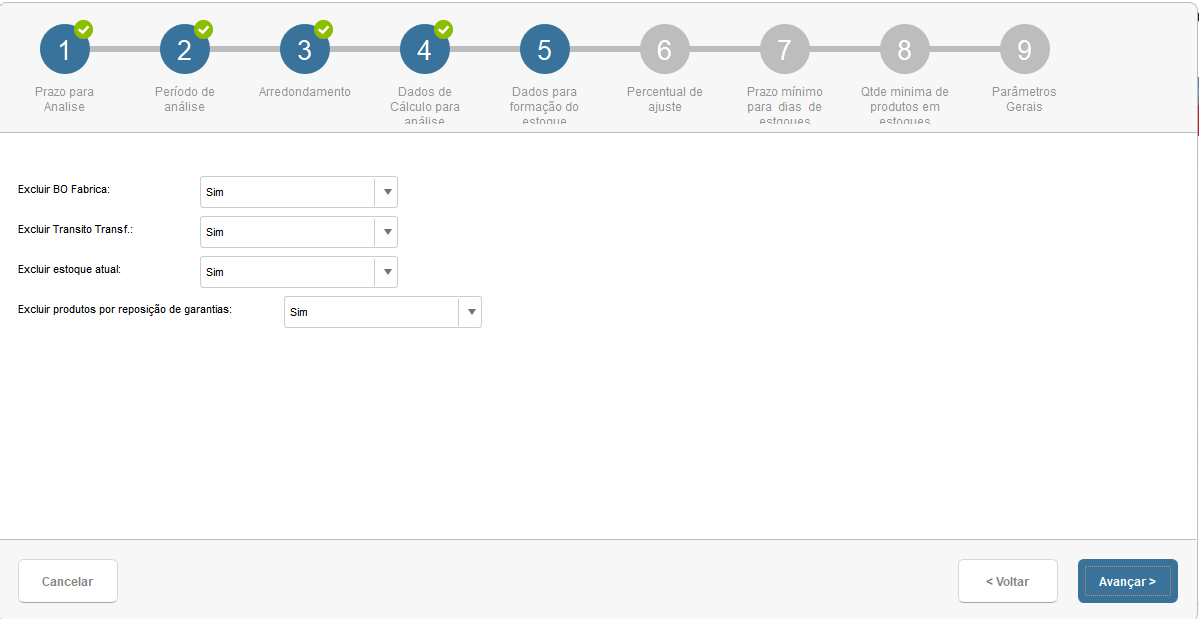 1 2 3 4 5 6 7 8 9
Prazo para
Analise
Período de
análise
Arredondamento
Dados de
Cálculo para
análise
Dados para
formação do
estoque
Percentual de
ajuste
Prazo mínimo
para dias de
estqoues
Qtde minima de
produtos em
estoques
Parâmetros
Gerais
Excluir BO Fabrica: Sim
Excluir Transito Transf.: Sim
Excluir estoque atual: Sim
Excluir produtos por reposição de garantias: Sim
Cancelar < Voltar Avançar >